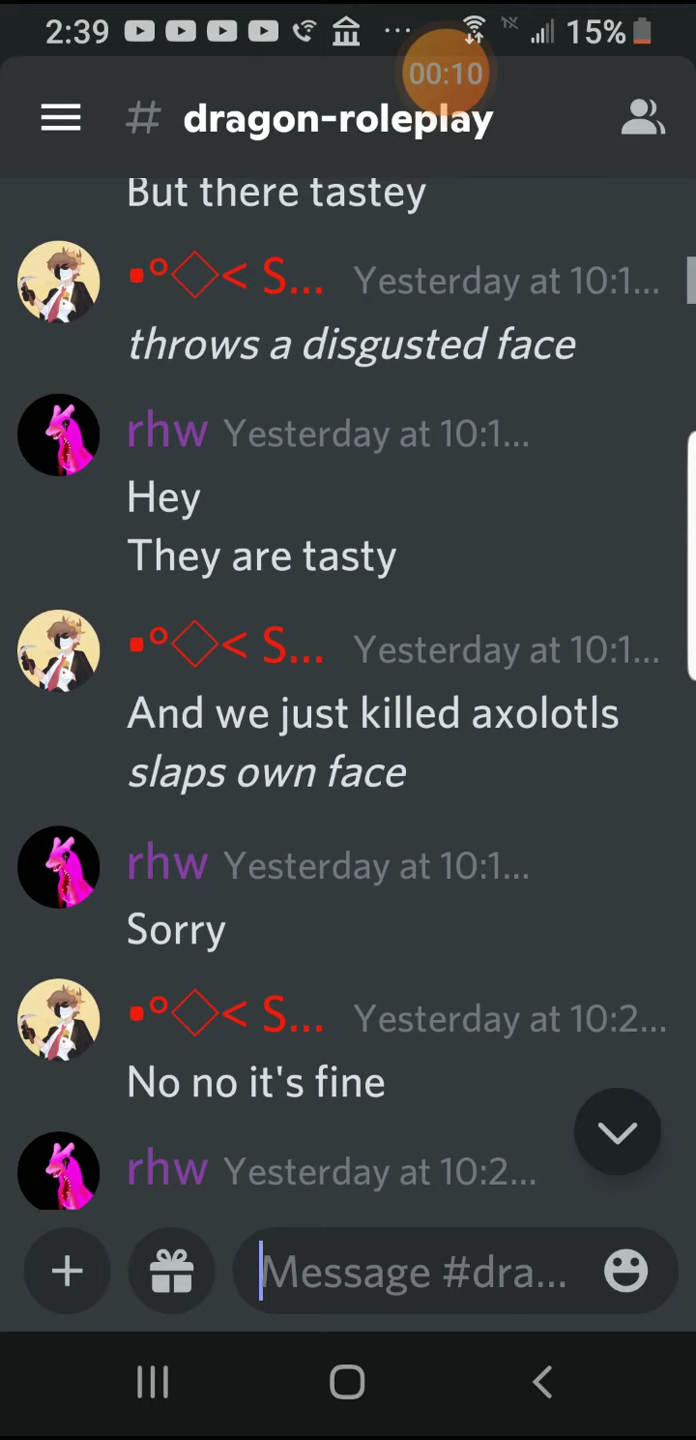 2:39 15%
00:10
# dragon-roleplay
But there tastey
▪°◇< S... Yesterday at 10:1...
throws a disgusted face
rhw Yesterday at 10:1...
Hey
They are tasty
▪°◇< S... Yesterday at 10:1...
And we just killed axolotls
slaps own face
rhw Yesterday at 10:1...
Sorry
▪°◇< S... Yesterday at 10:2...
No no it's fine
rhw Yesterday at 10:2...
Message #dra...